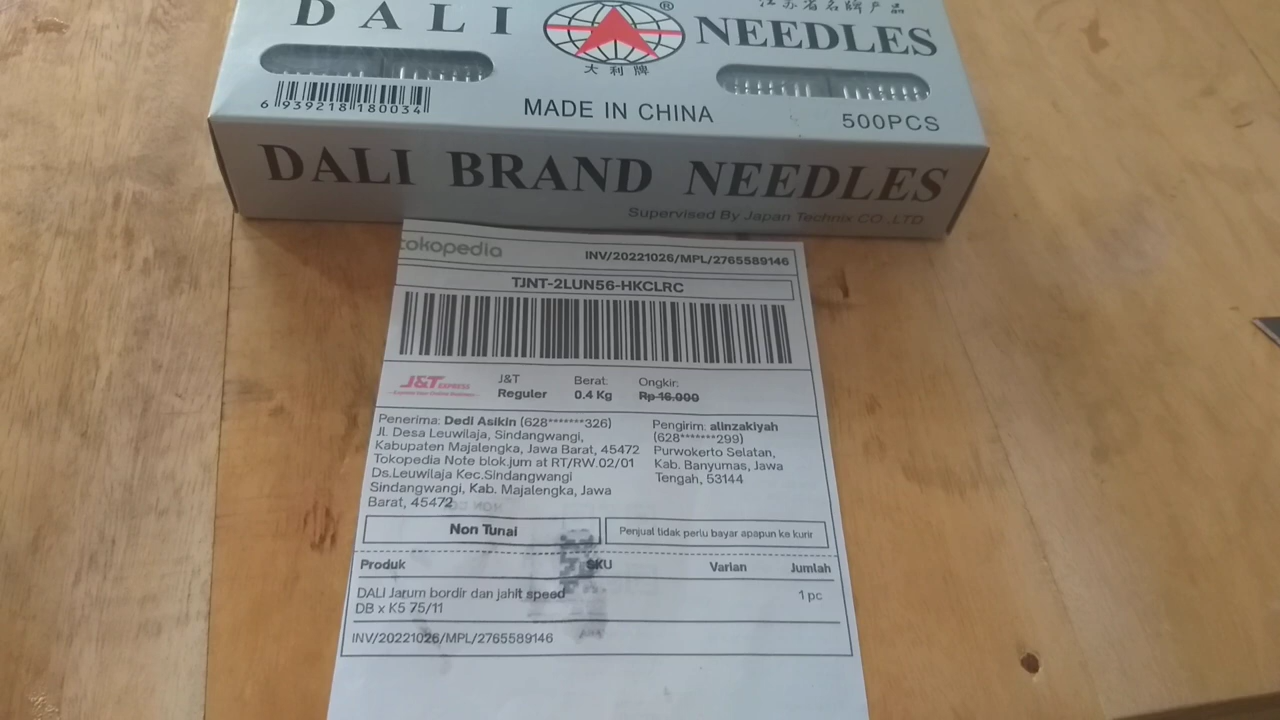 DALI
®
NEEDLES
江苏省名牌产品
大利牌
6 939218 180034
MADE IN CHINA
500PCS
DALI BRAND NEEDLES
Supervised By Japan Technix CO.,LTD
tokopedia
INV/20221026/MPL/2765589146
TJNT-2LUN56-HKCLRC
J&T EXPRESS
J&T
Reguler
Berat:
0.4 Kg
Ongkir:
Rp 16.000
Penerima: Dedi Asikin (628*******326)
Jl. Desa Leuwilaja, Sindangwangi,
Kabupaten Majalengka, Jawa Barat, 45472
Tokopedia Note blok.jum at RT/RW.02/01
Ds.Leuwilaja Kec.Sindangwangi
Sindangwangi, Kab. Majalengka, Jawa
Barat, 45472
Pengirim: alinzakiyah
(628*******299)
Purwokerto Selatan,
Kab. Banyumas, Jawa
Tengah, 53144
Non Tunai
Penjual tidak perlu bayar apapun ke kurir
Produk SKU Varian Jumlah
DALI Jarum bordir dan jahit speed 1 pc
DB x K5 75/11
INV/20221026/MPL/2765589146